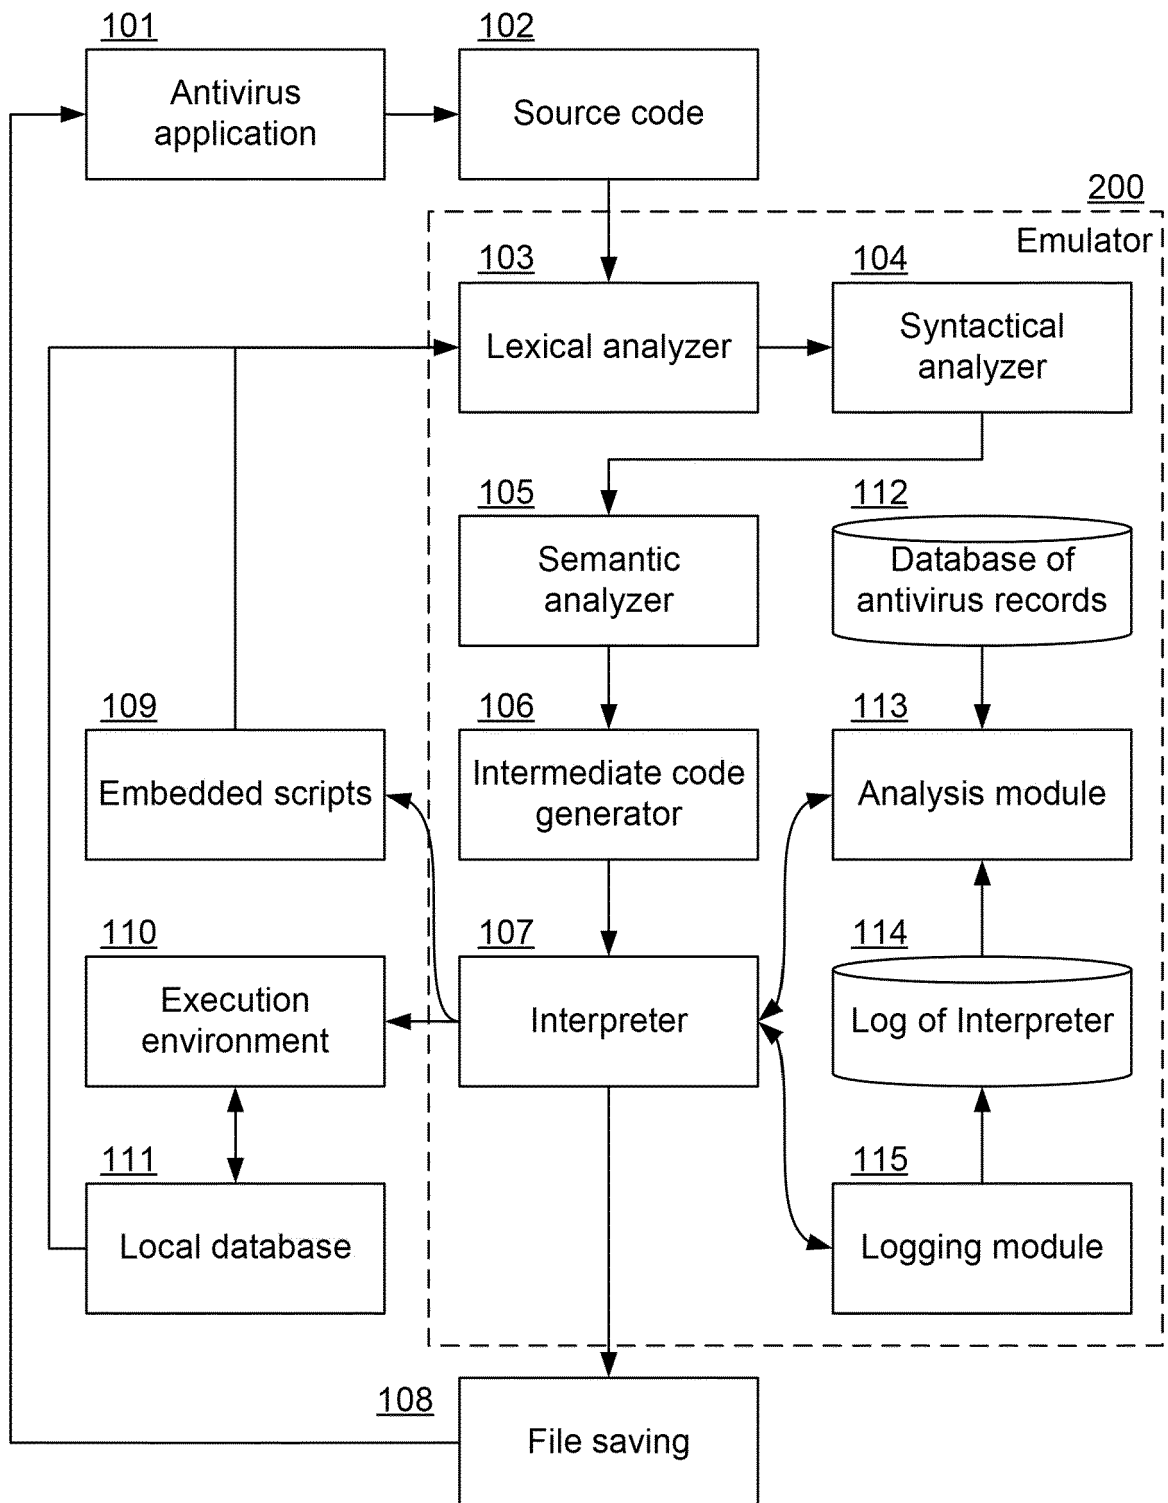 101
Antivirus
application
102
Source code
200
Emulator
103
Lexical analyzer
104
Syntactical
analyzer
105
Semantic
analyzer
112
Database of
antivirus records
109
Embedded scripts
106
Intermediate code
generator
113
Analysis module
110
Execution
environment
107
Interpreter
114
Log of Interpreter
111
Local database
115
Logging module
108
File saving